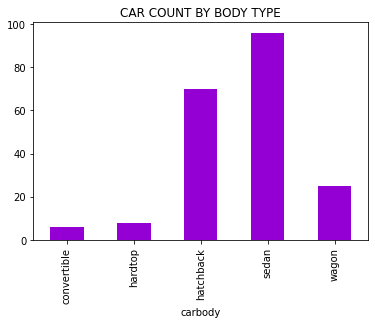 CAR COUNT BY BODY TYPE
100
80
60
40
20
0
convertible
hardtop
hatchback
sedan
wagon
carbody